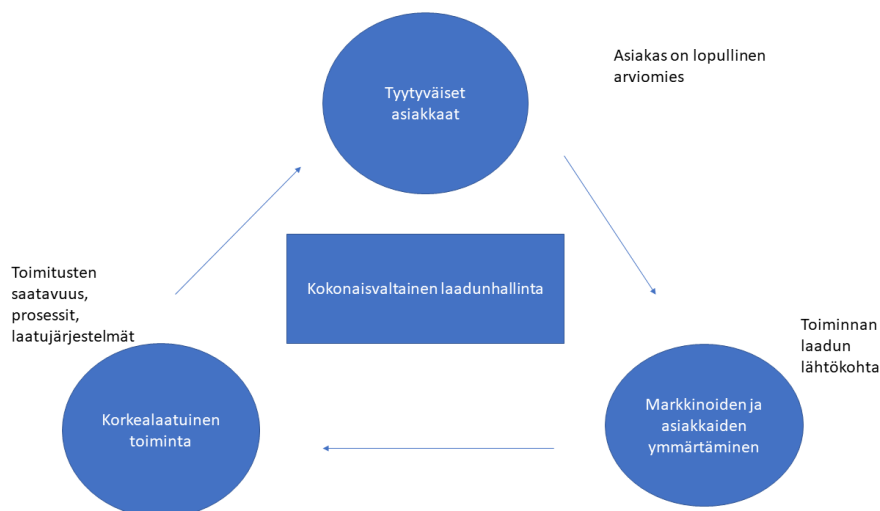 Tyytyväiset
asiakkaat
Asiakas on lopullinen
arviomies
Kokonaisvaltainen laadunhallinta
Toimitusten
saatavuus,
prosessit,
laatujärjestelmät
Korkealaatuinen
toiminta
Markkinoiden ja
asiakkaiden
ymmärtäminen
Toiminnan
laadun
lähtökohta